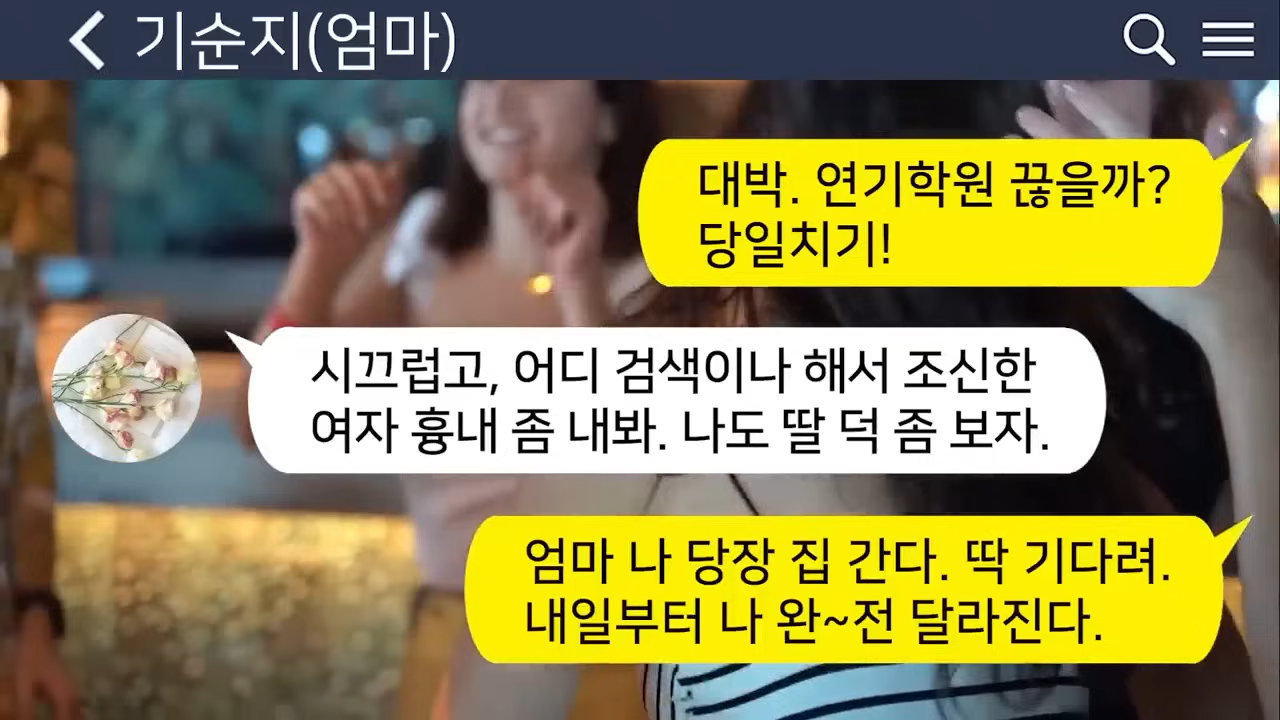 기순지(엄마)
대박. 연기학원 끊을까?
당일치기!
시끄럽고, 어디 검색이나 해서 조신한
여자 흉내 좀 내봐. 나도 딸 덕 좀 보자.
엄마 나 당장 집 간다. 딱 기다려.
내일부터 나 완~전 달라진다.